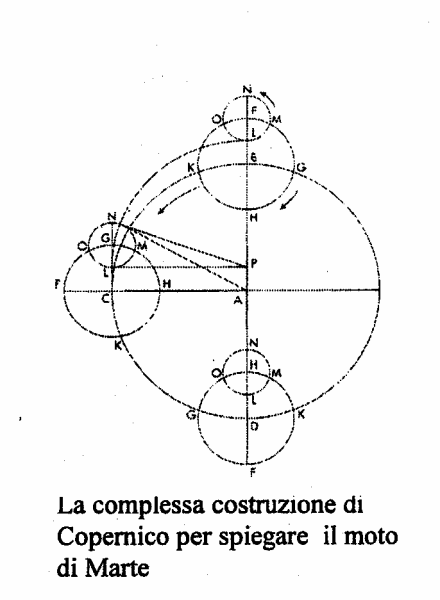 N
F
O M
L
K B G
H
N
G
O M
L
F H P
C A
K
N
O H M
L
G D K
F
La complessa costruzione di
Copernico per spiegare il moto
di Marte